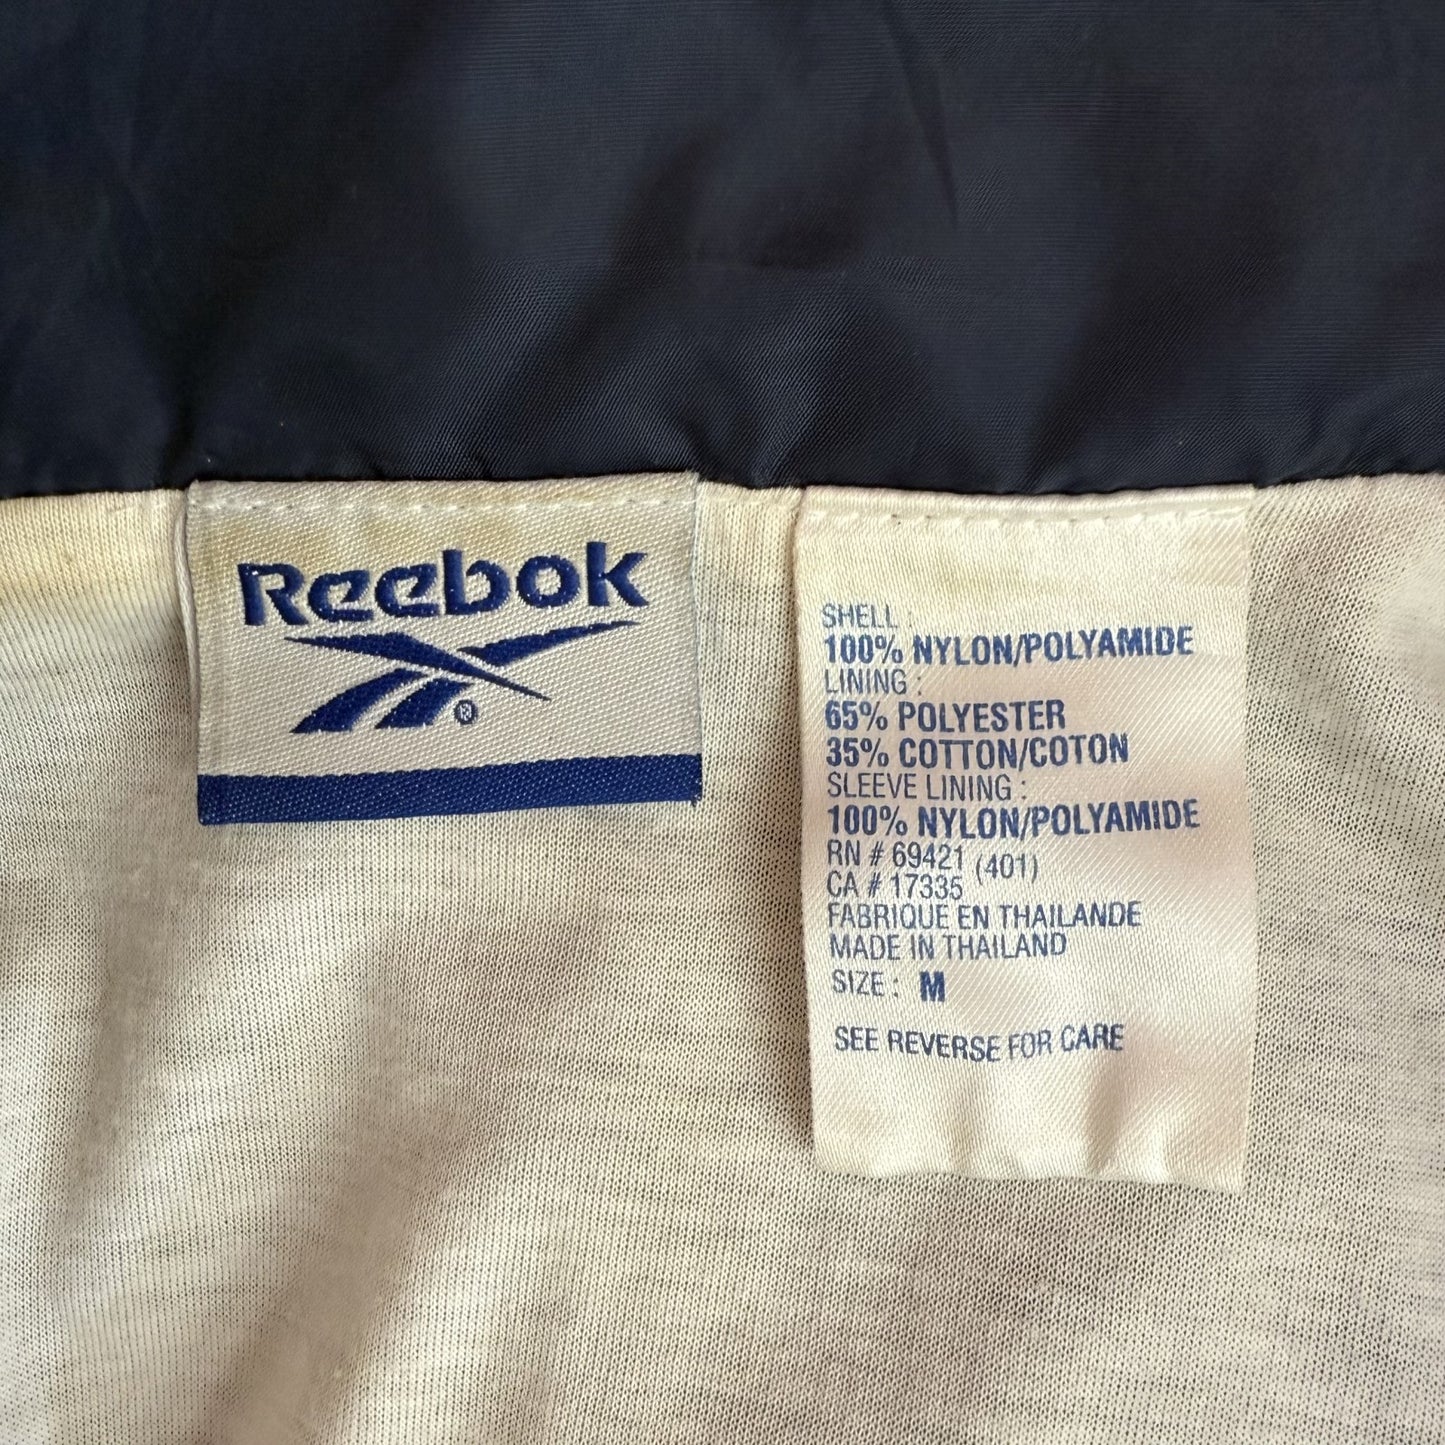 Reebok
®
SHELL :
100% NYLON/POLYAMIDE
LINING :
65% POLYESTER
35% COTTON/COTON
SLEEVE LINING :
100% NYLON/POLYAMIDE
RN # 69421 (401)
CA # 17335
FABRIQUE EN THAILANDE
MADE IN THAILAND
SIZE : M
SEE REVERSE FOR CARE